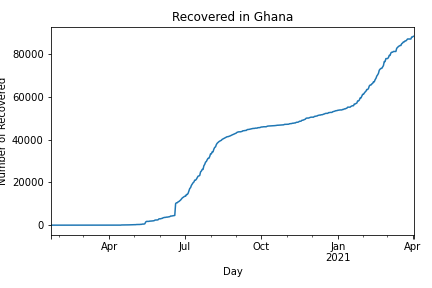 Recovered in Ghana
Number of Recovered
80000
60000
40000
20000
0
Apr Jul Oct Jan Apr
2021
Day